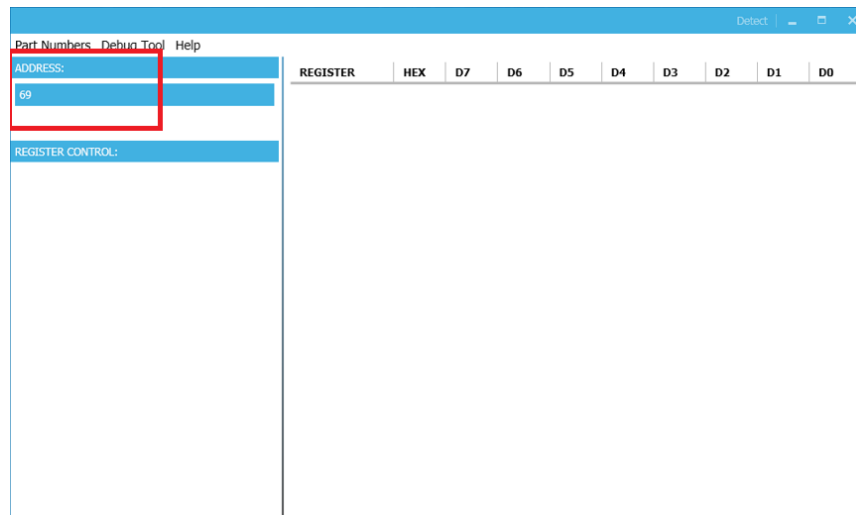 Detect
Part Numbers Debug Tool Help
ADDRESS:
REGISTER HEX D7 D6 D5 D4 D3 D2 D1 D0
69
REGISTER CONTROL: